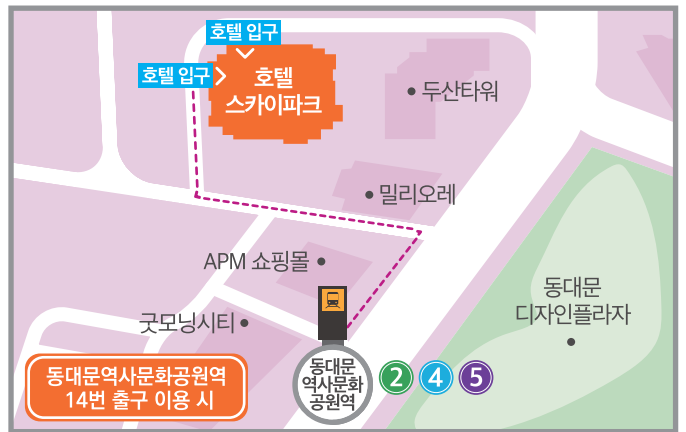 호텔 입구
호텔 입구
호텔
스카이파크
두산타워
밀리오레
APM 쇼핑몰
굿모닝시티
동대문
디자인플라자
동대문
역사문화
공원역
2 4 5
동대문역사문화공원역
14번 출구 이용 시